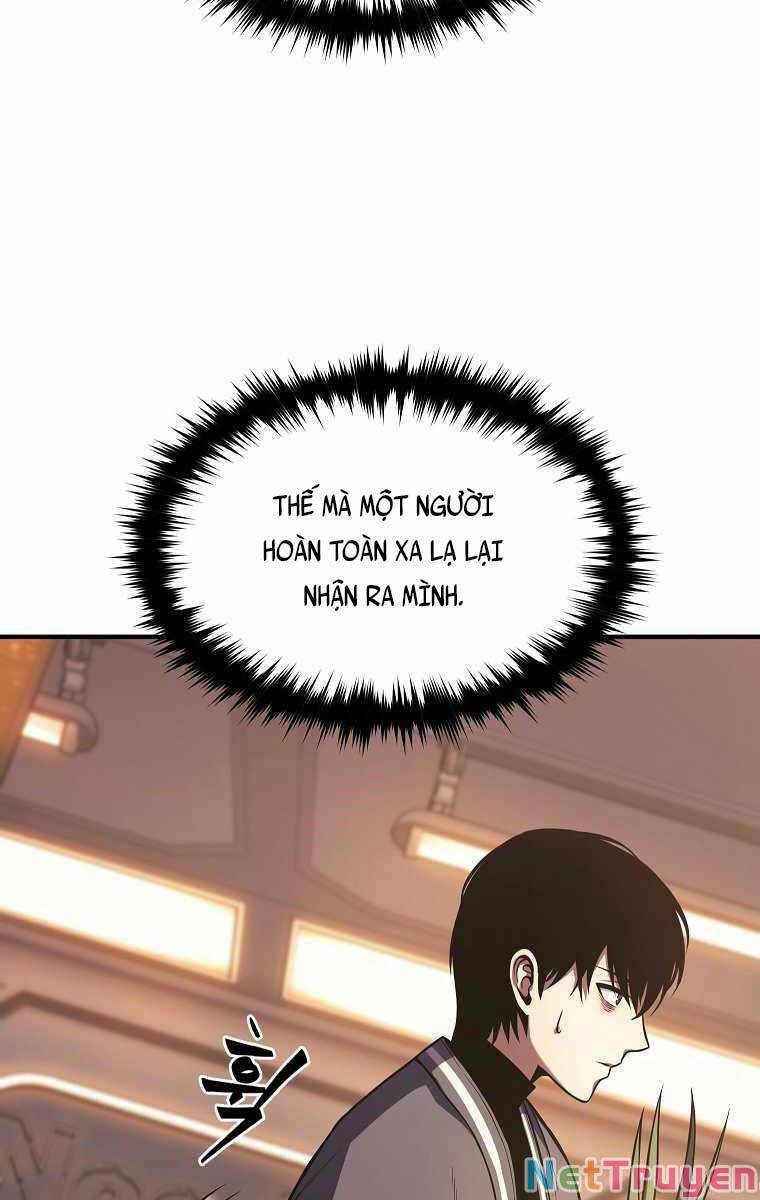 THẾ MÀ MỘT NGƯỜI
HOÀN TOÀN XA LẠ LẠI
NHẬN RA MÌNH.
NetTruyen